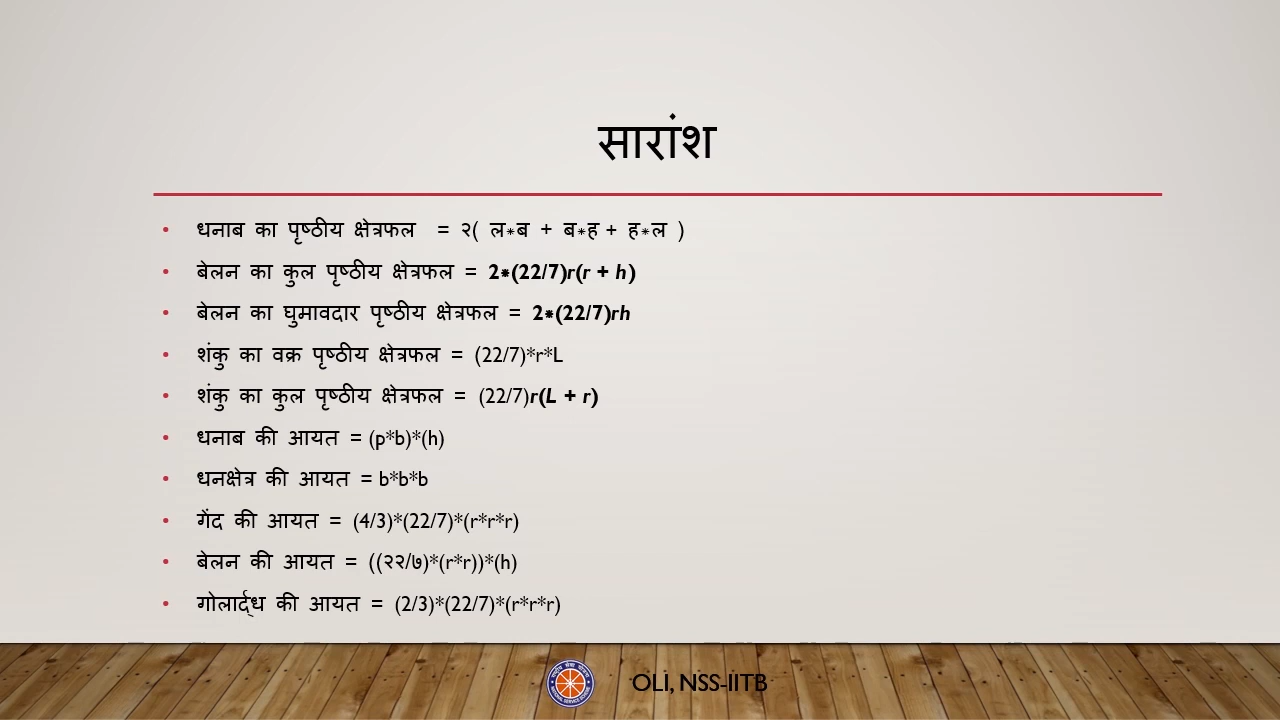 सारांश
• धनाब का पृष्ठीय क्षेत्रफल = २( ल*ब + ब*ह + ह*ल )
• बेलन का कुल पृष्ठीय क्षेत्रफल = 2*(22/7)r(r + h)
• बेलन का घुमावदार पृष्ठीय क्षेत्रफल = 2*(22/7)rh
• शंकु का वक्र पृष्ठीय क्षेत्रफल = (22/7)*r*L
• शंकु का कुल पृष्ठीय क्षेत्रफल = (22/7)r(L + r)
• धनाब की आयत = (p*b)*(h)
• धनक्षेत्र की आयत = b*b*b
• गेंद की आयत = (4/3)*(22/7)*(r*r*r)
• बेलन की आयत = ((२२/७)*(r*r))*(h)
• गोलार्द्ध की आयत = (2/3)*(22/7)*(r*r*r)
OLI, NSS-IITB